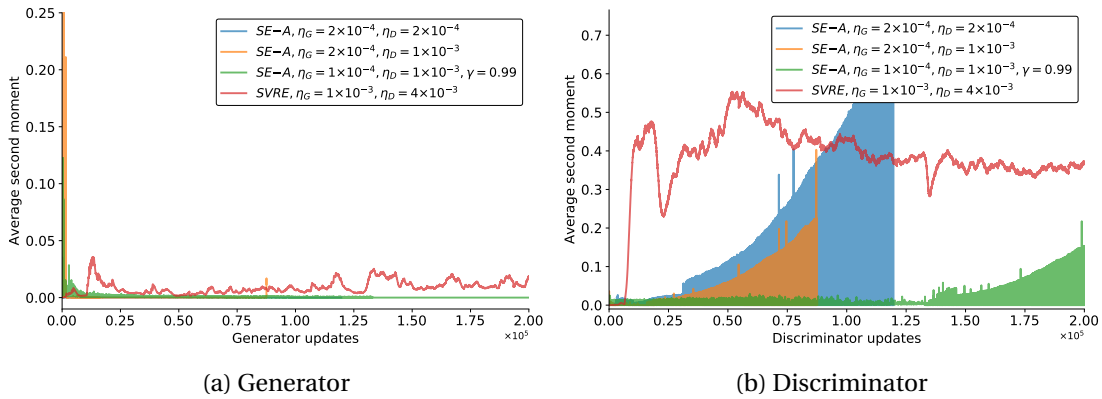 0.25
0.20
0.15
0.10
0.05
0.00
Average second moment
SE−A, η_G = 2×10⁻⁴, η_D = 2×10⁻⁴
SE−A, η_G = 2×10⁻⁴, η_D = 1×10⁻³
SE−A, η_G = 1×10⁻⁴, η_D = 1×10⁻³, γ = 0.99
SVRE, η_G = 1×10⁻³, η_D = 4×10⁻³
0.00 0.25 0.50 0.75 1.00 1.25 1.50 1.75 2.00
Generator updates ×10⁵
(a) Generator
0.7
0.6
0.5
0.4
0.3
0.2
0.1
0.0
Average second moment
SE−A, η_G = 2×10⁻⁴, η_D = 2×10⁻⁴
SE−A, η_G = 2×10⁻⁴, η_D = 1×10⁻³
SE−A, η_G = 1×10⁻⁴, η_D = 1×10⁻³, γ = 0.99
SVRE, η_G = 1×10⁻³, η_D = 4×10⁻³
0.00 0.25 0.50 0.75 1.00 1.25 1.50 1.75 2.00
Discriminator updates ×10⁵
(b) Discriminator